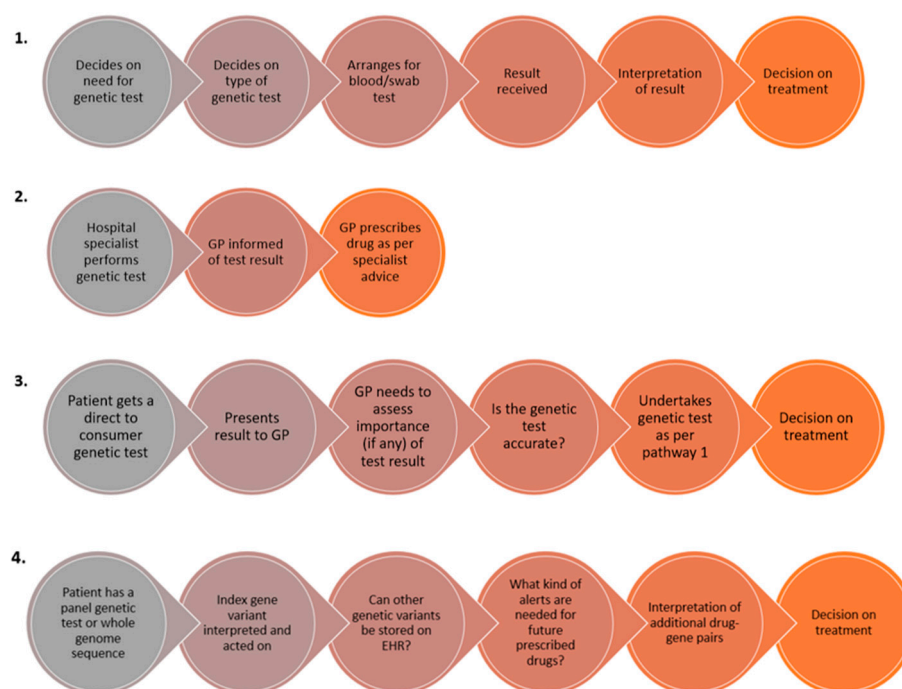 1.
Decides on
need for
genetic test
Decides on
type of
genetic test
Arranges for
blood/swab
test
Result
received
Interpretation
of result
Decision on
treatment
2.
Hospital
specialist
performs
genetic test
GP informed
of test result
GP prescribes
drug as per
specialist
advice
3.
Patient gets a
direct to
consumer
genetic test
Presents
result to GP
GP needs to
assess
importance
(if any) of
test result
Is the genetic
test
accurate?
Undertakes
genetic test
as per
pathway 1
Decision on
treatment
4.
Patient has a
panel genetic
test or whole
genome
sequence
Index gene
variant
interpreted and
acted on
Can other
genetic variants
be stored on
EHR?
What kind of
alerts are
needed for
future
prescribed
drugs?
Interpretation of
additional drug-
gene pairs
Decision on
treatment